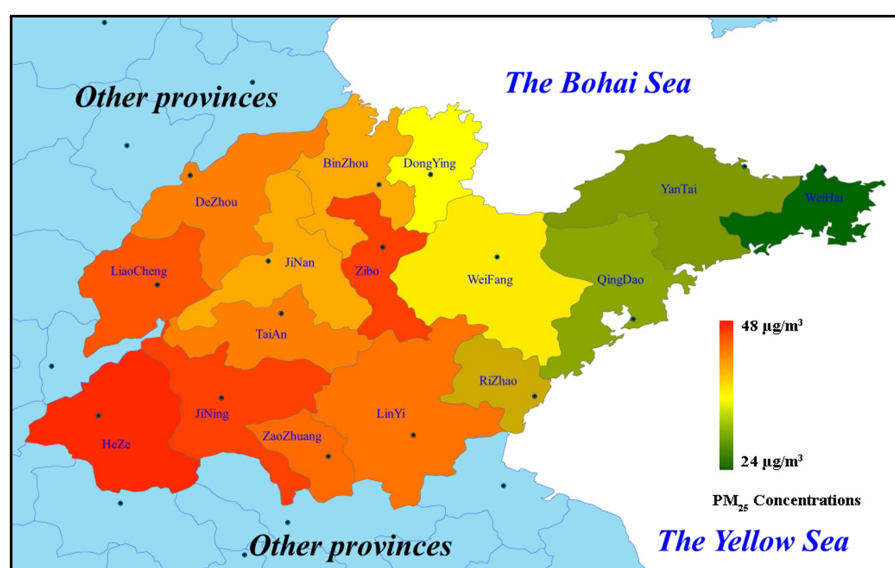 The Bohai Sea
Other provinces
BinZhou
DongYing
YanTai
WeiHai
DeZhou
LiaoCheng
JiNan
Zibo
WeiFang
QingDao
TaiAn
48 μg/m³
RiZhao
JiNing
LinYi
HeZe
ZaoZhuang
24 μg/m³
PM₂₅ Concentrations
Other provinces
The Yellow Sea